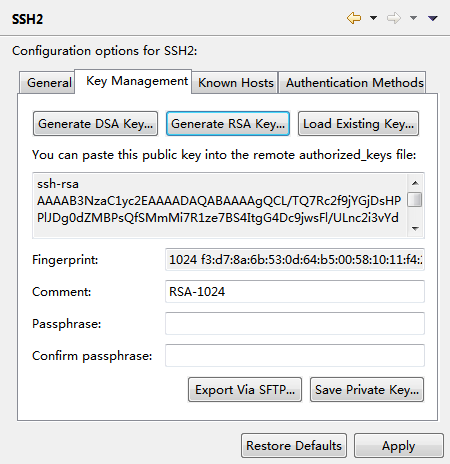 SSH2
Configuration options for SSH2:
General Key Management Known Hosts Authentication Methods
Generate DSA Key... Generate RSA Key... Load Existing Key...
You can paste this public key into the remote authorized_keys file:
ssh-rsa
AAAAB3NzaC1yc2EAAAADAQABAAAAgQCL/TQ7Rc2f9jYGjDsHP
PlJDg0dZMBPsQfSMmMi7R1ze7BS4ItgG4Dc9jwsFl/ULnc2i3vYd
Fingerprint: 1024 f3:d7:8a:6b:53:0d:64:b5:00:58:10:11:f4:
Comment: RSA-1024
Passphrase:
Confirm passphrase:
Export Via SFTP... Save Private Key...
Restore Defaults Apply